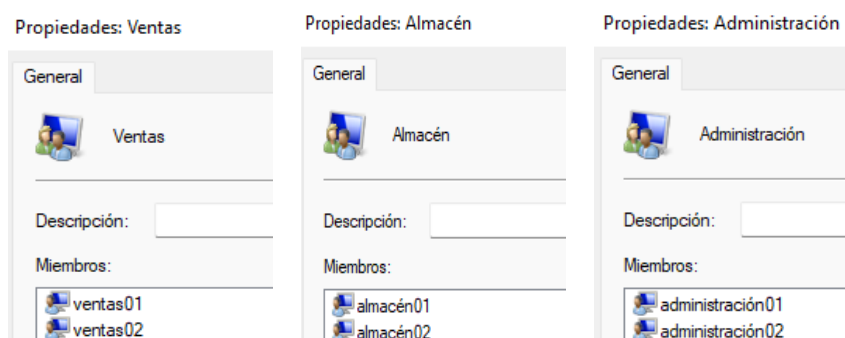 Propiedades: Ventas
General
Ventas
Descripción:
Miembros:
ventas01
ventas02
Propiedades: Almacén
General
Almacén
Descripción:
Miembros:
almacén01
almacén02
Propiedades: Administración
General
Administración
Descripción:
Miembros:
administración01
administración02